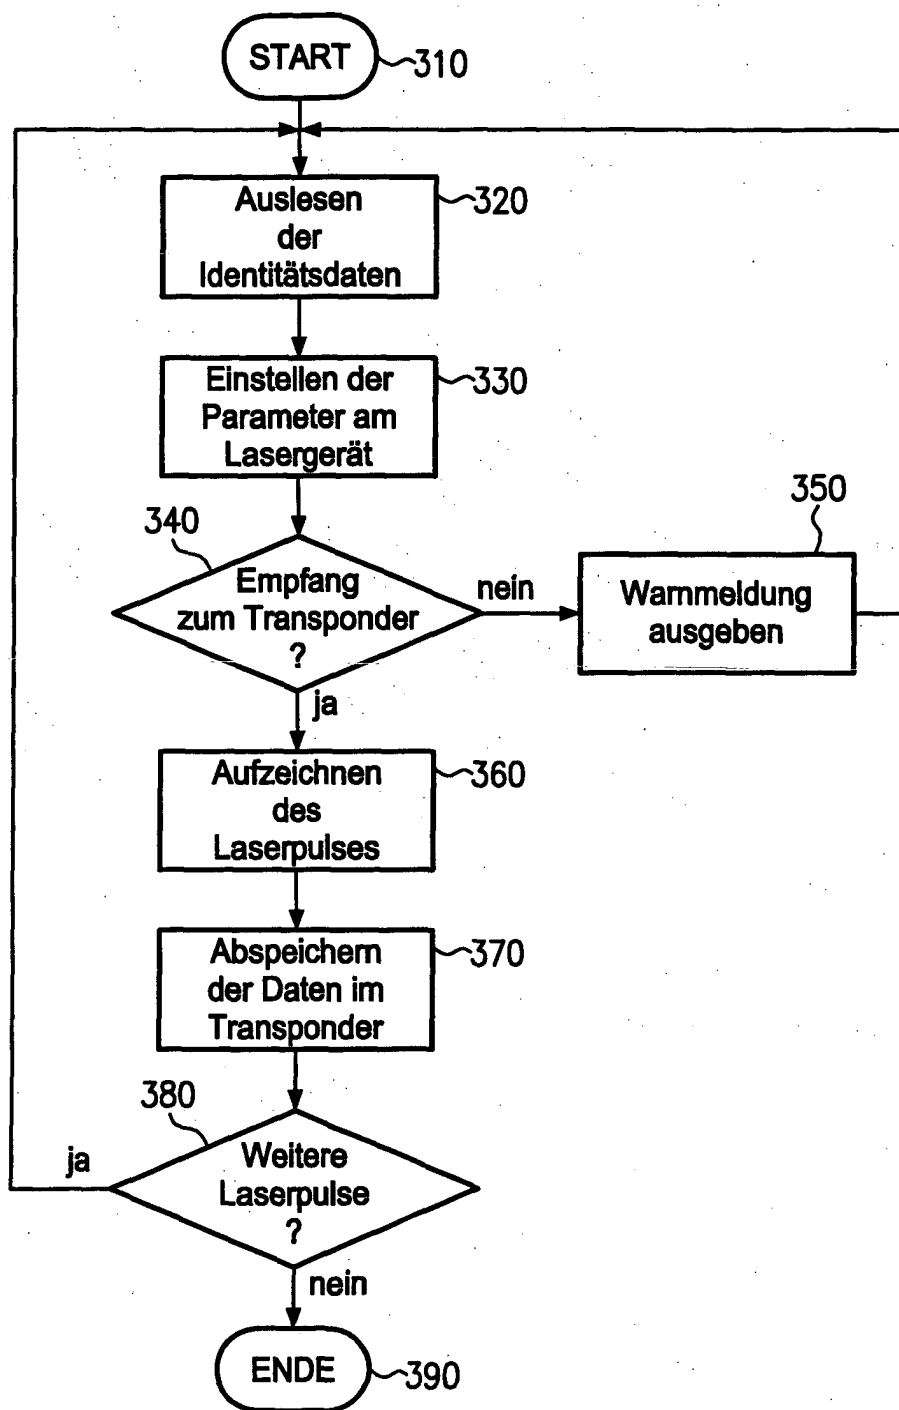 START
310
Auslesen
der
Identitätsdaten
320
Einstellen der
Parameter am
Lasergerät
330
340
Empfang
zum Transponder
?
nein
350
Warnmeldung
ausgeben
ja
Aufzeichnen
des
Laserpulses
360
Abspeichern
der Daten im
Transponder
370
380
Weitere
Laserpulse
?
ja
nein
ENDE
390